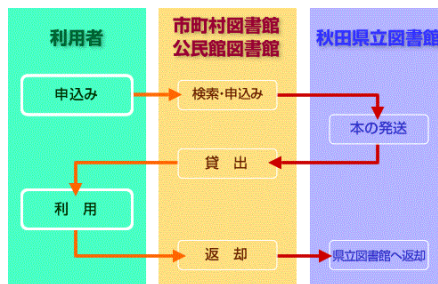 利用者
市町村図書館
公民館図書館
秋田県立図書館
申込み
検索・申込み
本の発送
貸 出
利 用
返 却
県立図書館へ返却